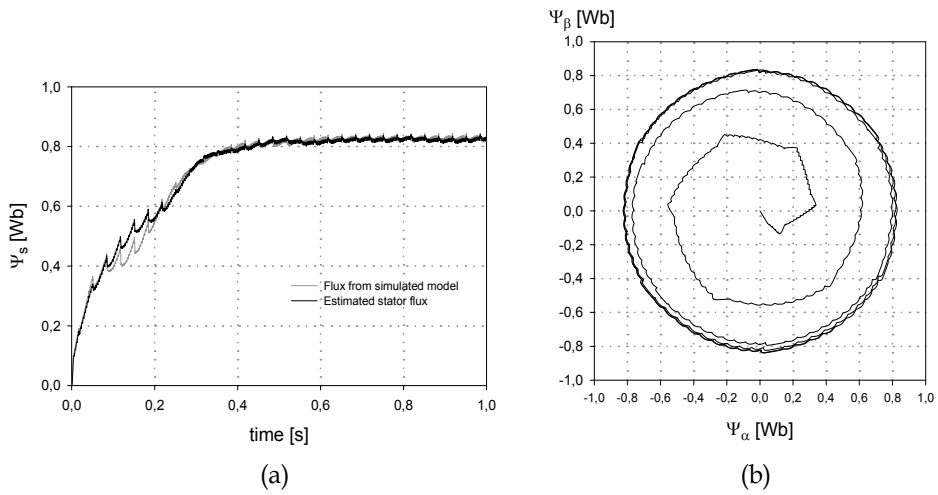 Ψs [Wb]
1,0
0,8
0,6
0,4
0,2
0,0
Flux from simulated model
Estimated stator flux
0,0 0,2 0,4 0,6 0,8 1,0
time [s]
(a)
Ψβ [Wb]
1,0
0,8
0,6
0,4
0,2
0,0
-0,2
-0,4
-0,6
-0,8
-1,0
-1,0 -0,8 -0,6 -0,4 -0,2 0,0 0,2 0,4 0,6 0,8 1,0
Ψα [Wb]
(b)